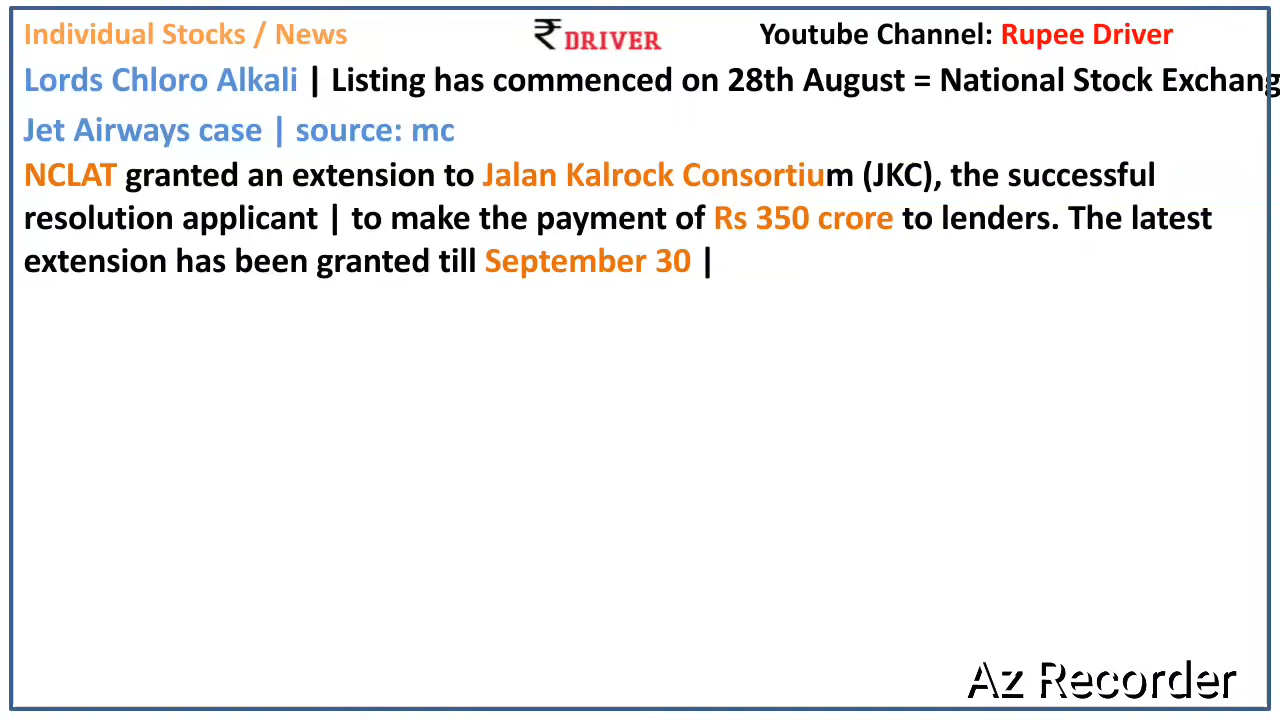 Individual Stocks / News ₹ DRIVER Youtube Channel: Rupee Driver
Lords Chloro Alkali | Listing has commenced on 28th August = National Stock Exchang
Jet Airways case | source: mc
NCLAT granted an extension to Jalan Kalrock Consortium (JKC), the successful
resolution applicant | to make the payment of Rs 350 crore to lenders. The latest
extension has been granted till September 30 |
Az Recorder